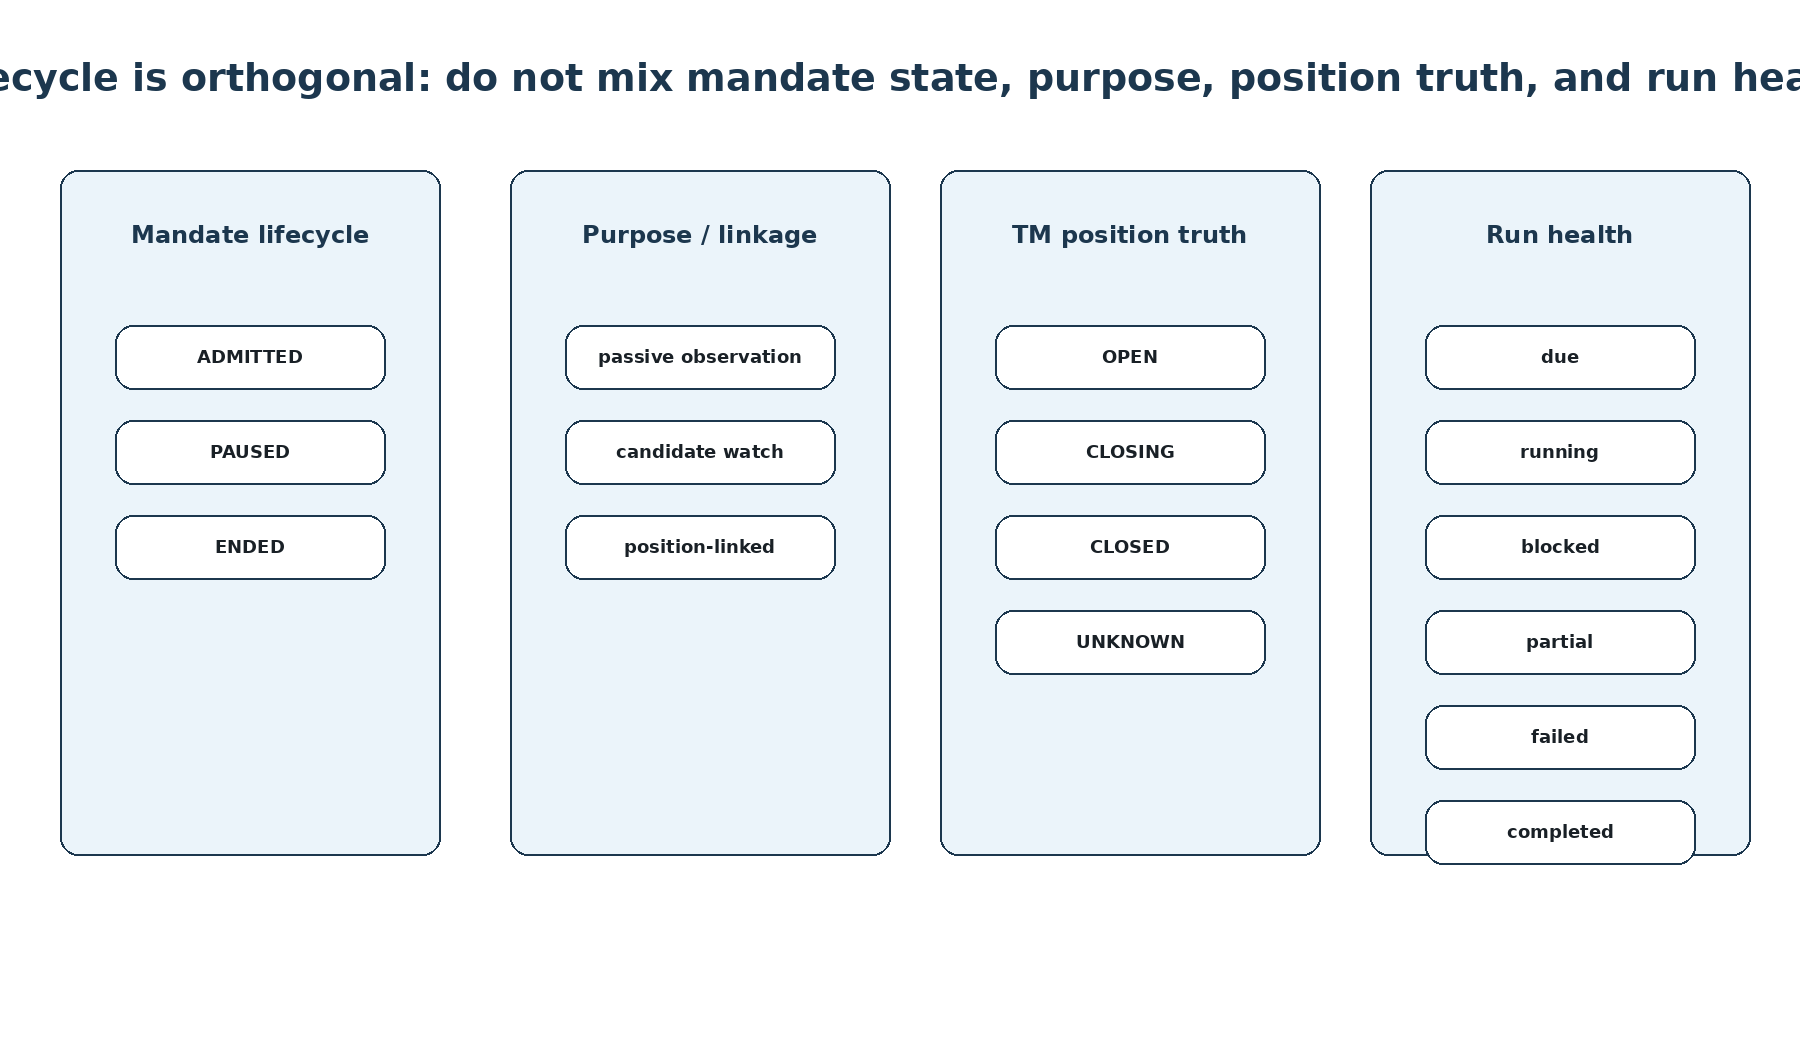 ecycle is orthogonal: do not mix mandate state, purpose, position truth, and run hea
Mandate lifecycle
ADMITTED
PAUSED
ENDED
Purpose / linkage
passive observation
candidate watch
position-linked
TM position truth
OPEN
CLOSING
CLOSED
UNKNOWN
Run health
due
running
blocked
partial
failed
completed